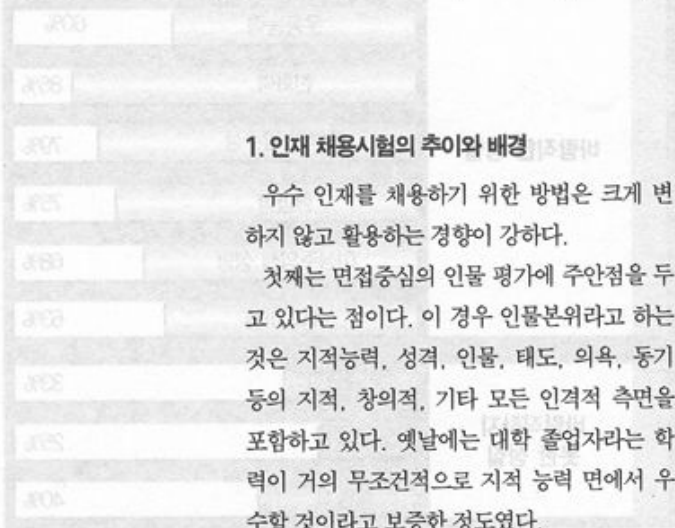 1. 인재 채용시험의 추이와 배경
우수 인재를 채용하기 위한 방법은 크게 변
하지 않고 활용하는 경향이 강하다.
첫째는 면접중심의 인물 평가에 주안점을 두
고 있다는 점이다. 이 경우 인물본위라고 하는
것은 지적능력, 성격, 인물, 태도, 의욕, 동기
등의 지적, 창의적, 기타 모든 인격적 측면을
포함하고 있다. 옛날에는 대학 졸업자라는 학
력이 거의 무조건적으로 지적 능력 면에서 우
수할 것이라고 보증한 정도였다